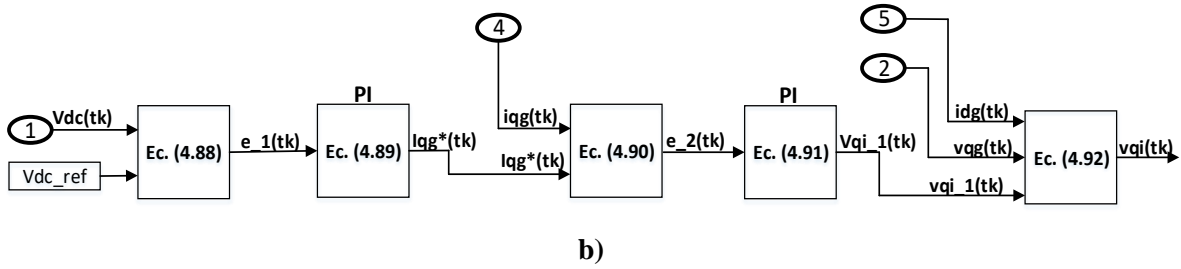 1
Vdc(tk)
Vdc_ref
Ec. (4.88)
e_1(tk)
PI
Ec. (4.89)
Iqg*(tk)
4
iqg(tk)
Iqg*(tk)
Ec. (4.90)
e_2(tk)
PI
Ec. (4.91)
Vqi_1(tk)
5
2
idg(tk)
vqg(tk)
vqi_1(tk)
Ec. (4.92)
vqi(tk)
b)